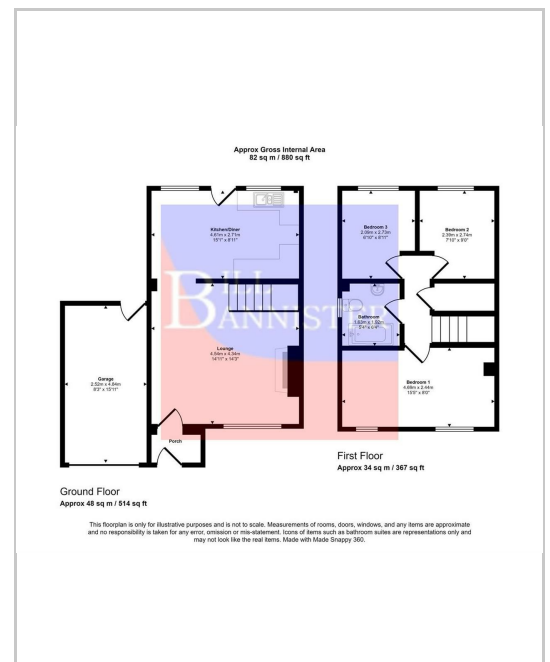 Approx Gross Internal Area
82 sq m / 880 sq ft
Kitchen/Diner
4.61m x 2.71m
15'1" x 8'11"
Bedroom 3
2.09m x 2.73m
6'10" x 8'11"
Bedroom 2
2.39m x 2.74m
7'10" x 9'0"
BILL
BANNISTER
Bathroom
1.63m x 1.92m
5'4" x 6'4"
Garage
2.52m x 4.84m
8'3" x 15'11"
Lounge
4.54m x 4.34m
14'11" x 14'3"
Bedroom 1
4.69m x 2.44m
15'5" x 8'0"
Porch
First Floor
Approx 34 sq m / 367 sq ft
Ground Floor
Approx 48 sq m / 514 sq ft
This floorplan is only for illustrative purposes and is not to scale. Measurements of rooms, doors, windows, and any items are approximate
and no responsibility is taken for any error, omission or mis-statement. Icons of items such as bathroom suites are representations only and
may not look like the real items. Made with Made Snappy 360.